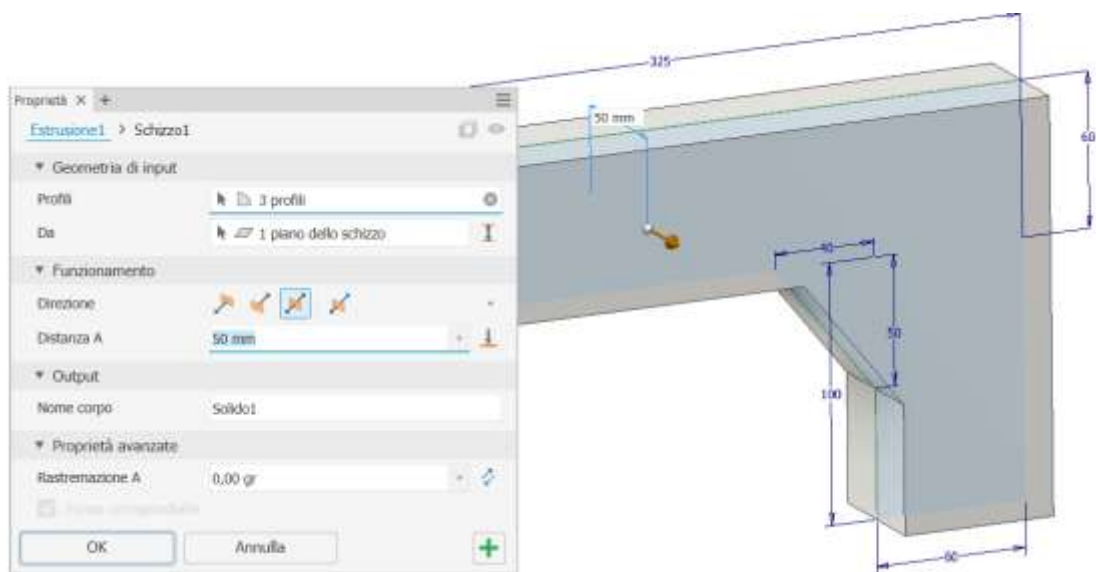 Proprietà × +
Estrusione1 > Schizzo1
Geometria di input
Profili 3 profili
Da 1 piano dello schizzo
Funzionamento
Direzione
Distanza A 50 mm
Output
Nome corpo Solido1
Proprietà avanzate
Rastremazione A 0,00 gr
OK Annulla
325
50 mm
60
40
50
100
60